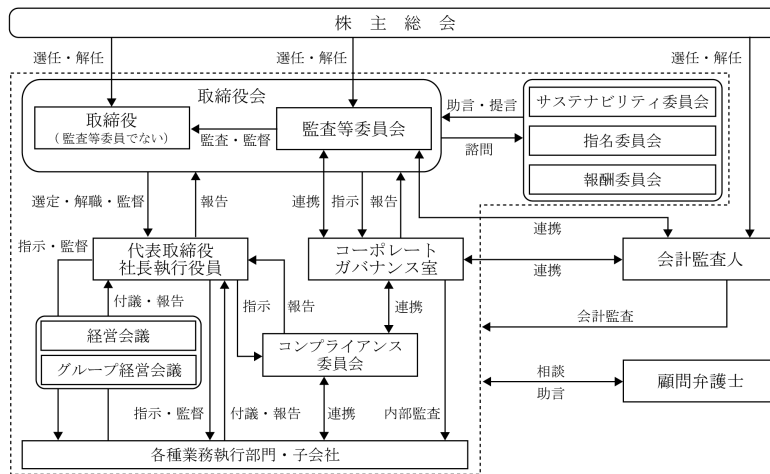 株主総会
選任・解任
選任・解任
選任・解任
取締役会
取締役
（監査等委員でない）
監査・監督
監査等委員会
助言・提言
諮問
サステナビリティ委員会
指名委員会
報酬委員会
選定・解職・監督
報告
連携
指示
報告
連携
指示・監督
代表取締役
社長執行役員
コーポレート
ガバナンス室
連携
会計監査人
付議・報告
指示
報告
連携
会計監査
経営会議
グループ経営会議
コンプライアンス
委員会
相談
助言
顧問弁護士
指示・監督
付議・報告
連携
内部監査
各種業務執行部門・子会社